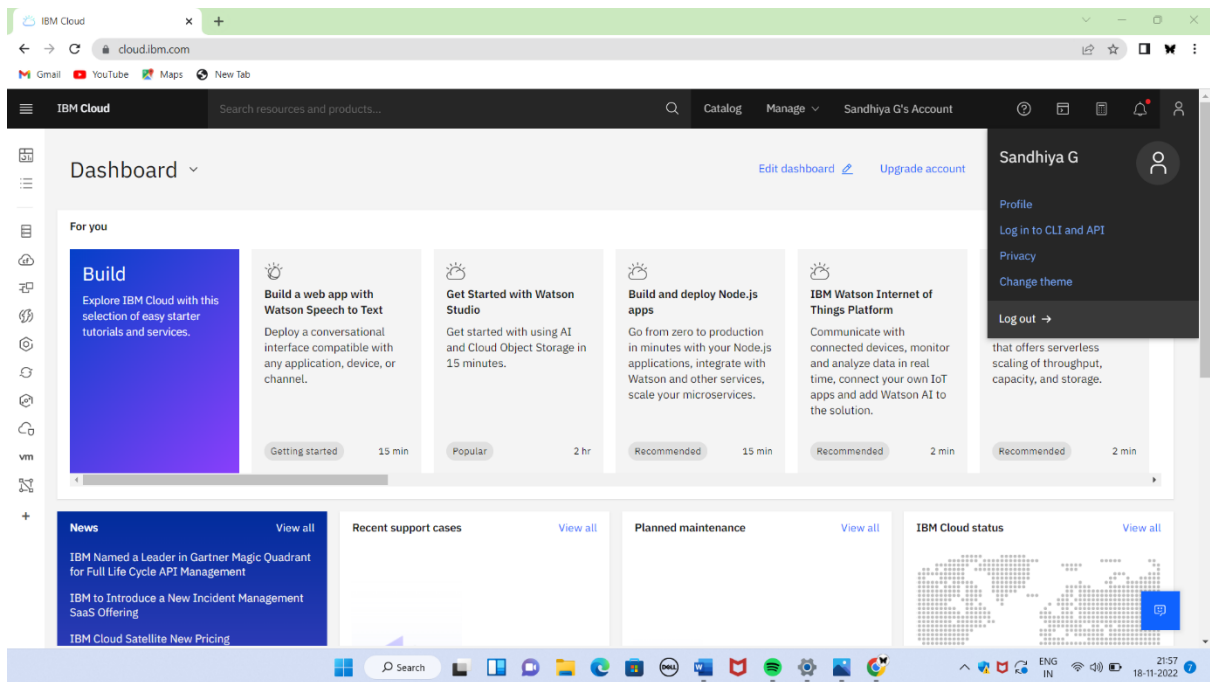 IBM Cloud
cloud.ibm.com
Gmail YouTube Maps New Tab
IBM Cloud Search resources and products... Catalog Manage Sandhiya G's Account
Dashboard Edit dashboard Upgrade account
Sandhiya G
Profile
Log in to CLI and API
Privacy
Change theme
Log out →
For you
Build
Explore IBM Cloud with this
selection of easy starter
tutorials and services.
Build a web app with
Watson Speech to Text
Deploy a conversational
interface compatible with
any application, device, or
channel.
Getting started 15 min
Get Started with Watson
Studio
Get started with using AI
and Cloud Object Storage in
15 minutes.
Popular 2 hr
Build and deploy Node.js
apps
Go from zero to production
in minutes with your Node.js
applications, integrate with
Watson and other services,
scale your microservices.
Recommended 15 min
IBM Watson Internet of
Things Platform
Communicate with
connected devices, monitor
and analyze data in real
time, connect your own IoT
apps and add Watson AI to
the solution.
Recommended 2 min
that offers serverless
scaling of throughput,
capacity, and storage.
Recommended 2 min
vm
News View all
IBM Named a Leader in Gartner Magic Quadrant
for Full Life Cycle API Management
IBM to Introduce a New Incident Management
SaaS Offering
IBM Cloud Satellite New Pricing
Recent support cases View all
Planned maintenance View all
IBM Cloud status View all
Search
DELL
ENG
IN
21:57
18-11-2022
7